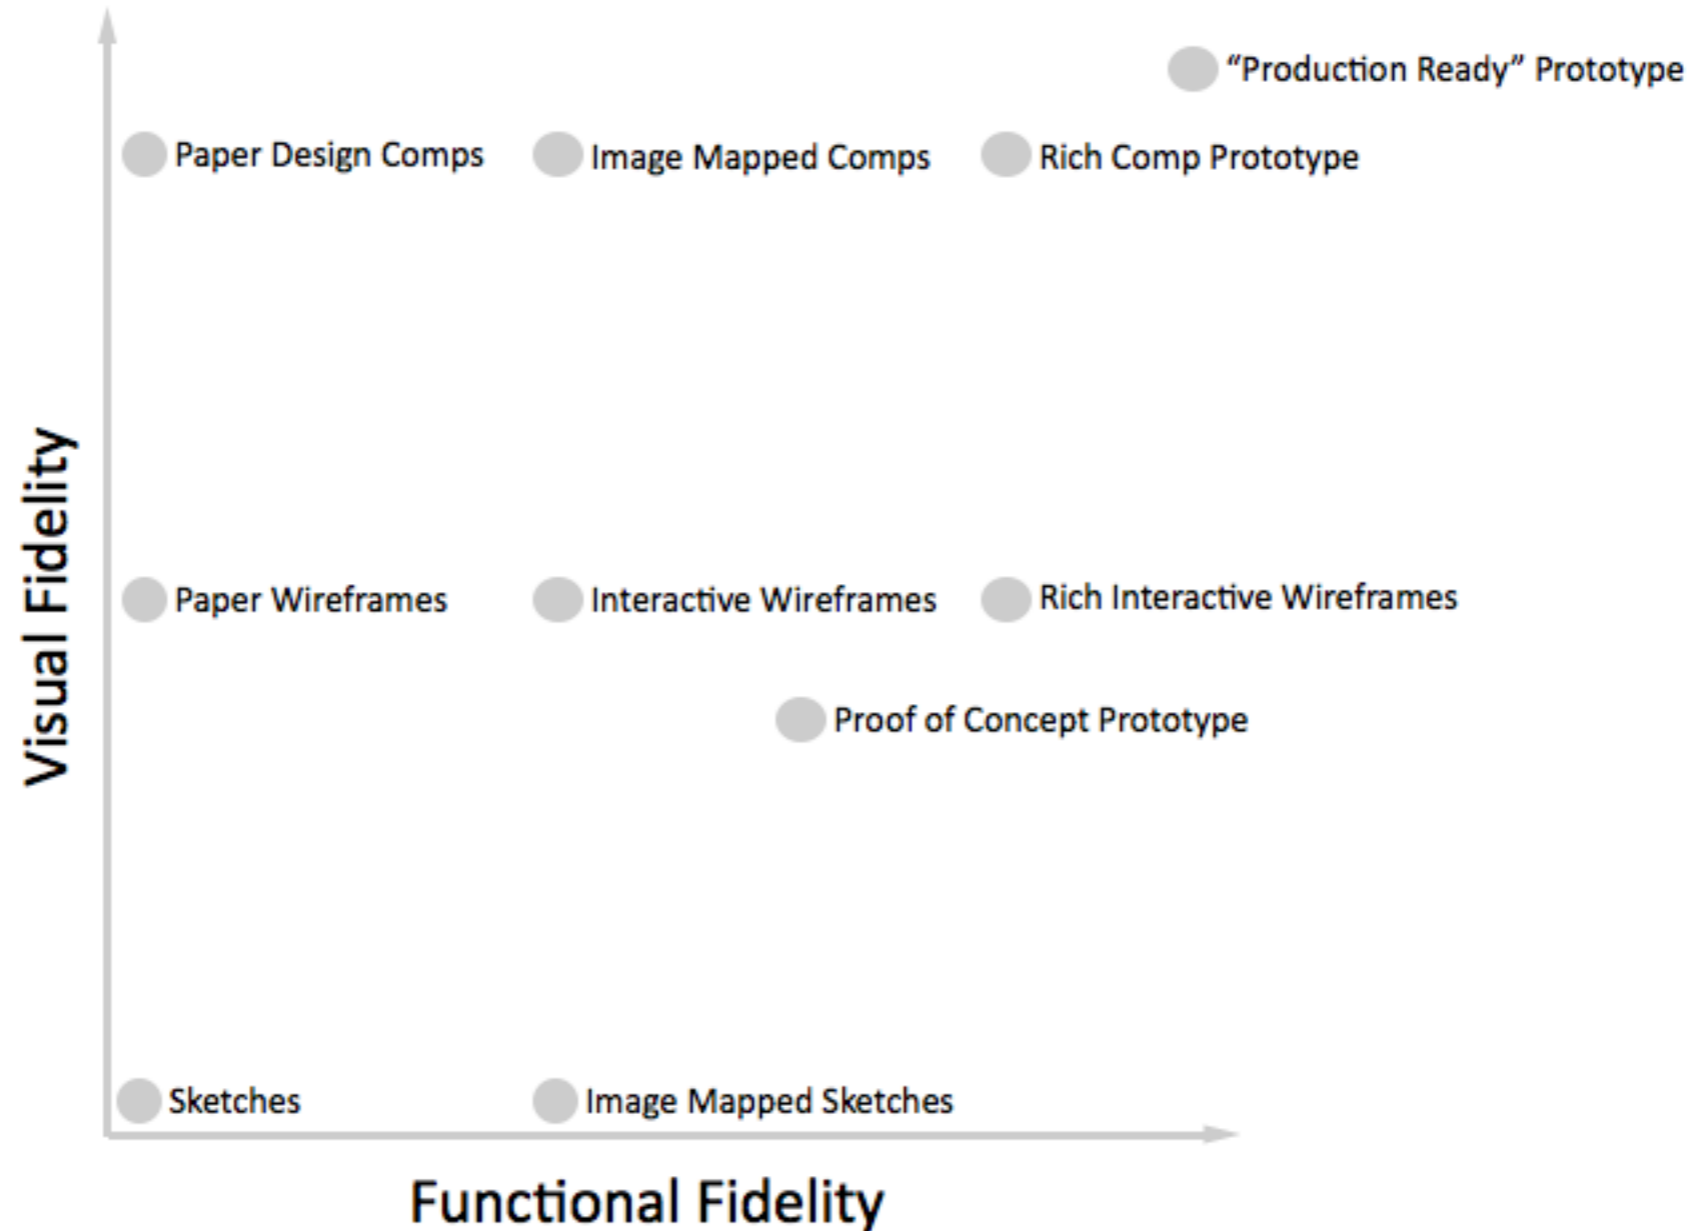 “Production Ready” Prototype
Paper Design Comps
Image Mapped Comps
Rich Comp Prototype
Visual Fidelity
Paper Wireframes
Interactive Wireframes
Rich Interactive Wireframes
Proof of Concept Prototype
Sketches
Image Mapped Sketches
Functional Fidelity